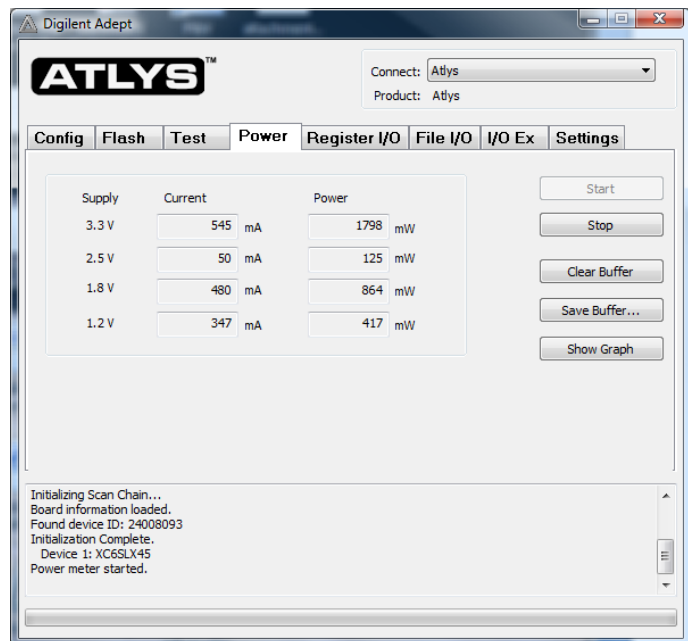 Digilent Adept
ATLYS™
Connect: Atlys
Product: Atlys
Config Flash Test Power Register I/O File I/O I/O Ex Settings
Supply Current Power
3.3 V 545 mA 1798 mW
2.5 V 50 mA 125 mW
1.8 V 480 mA 864 mW
1.2 V 347 mA 417 mW
Start
Stop
Clear Buffer
Save Buffer...
Show Graph
Initializing Scan Chain...
Board information loaded.
Found device ID: 24008093
Initialization Complete.
Device 1: XC6SLX45
Power meter started.